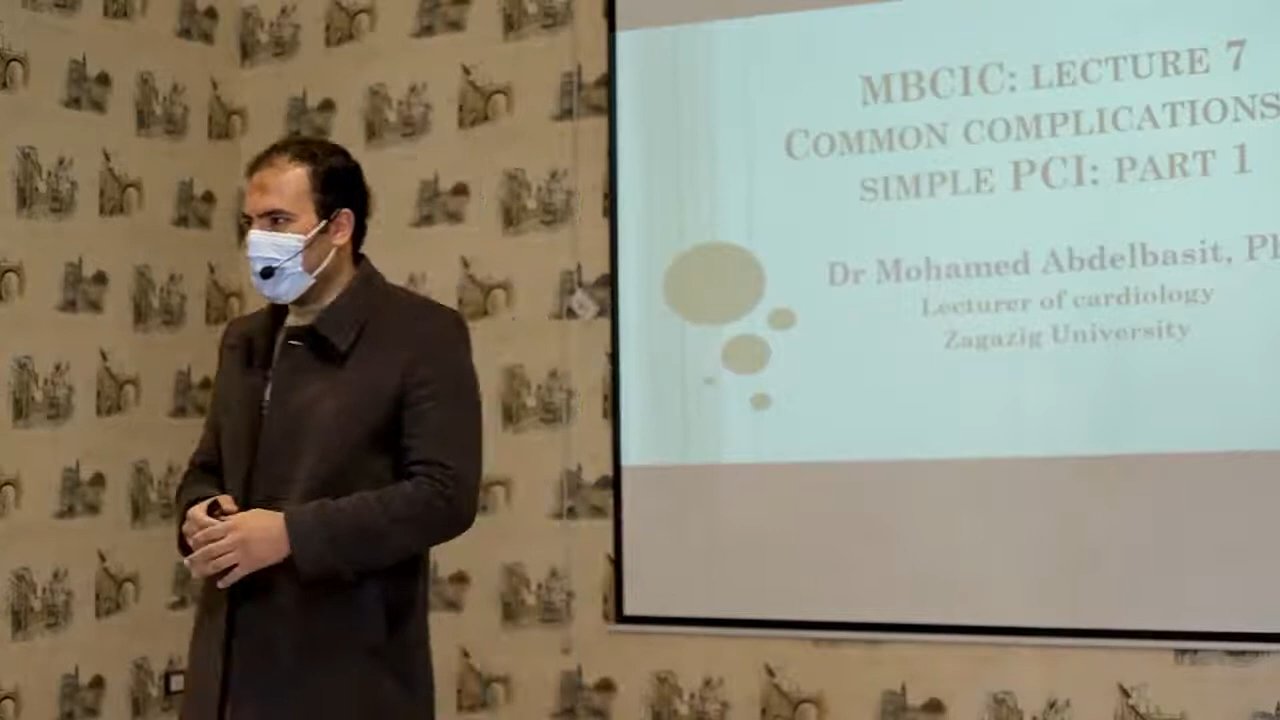 MBCIC: LECTURE 7
COMMON COMPLICATIONS
SIMPLE PCI: PART 1
Dr Mohamed Abdelbasit,
Lecturer of cardiology
Zagazig University